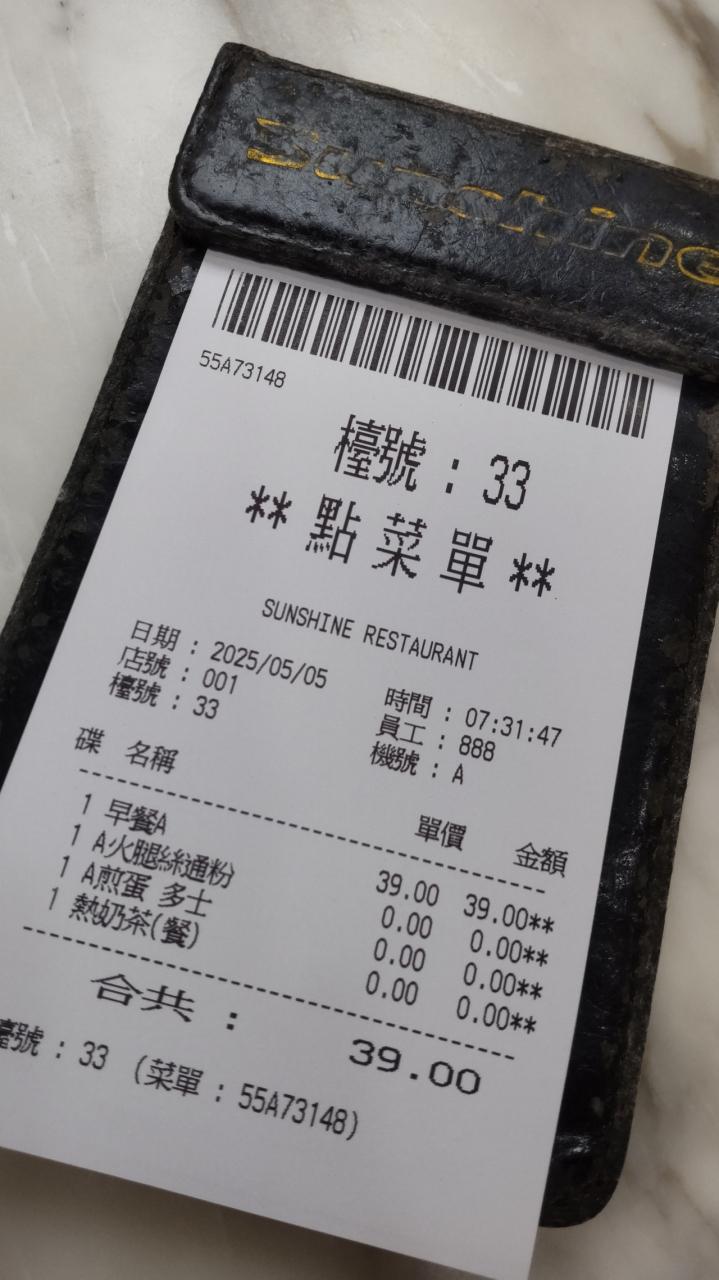 Sunshine
55A73148
檯號 : 33
** 點菜單 **
SUNSHINE RESTAURANT
日期 : 2025/05/05 時間 : 07:31:47
店號 : 001 員工 : 888
檯號 : 33 機號 : A
碟 名稱 單價 金額
1 早餐A 39.00 39.00**
1 A火腿絲通粉 0.00 0.00**
1 A煎蛋 多士 0.00 0.00**
1 熱奶茶(餐) 0.00 0.00**
合共 : 39.00
檯號 : 33 (菜單 : 55A73148)